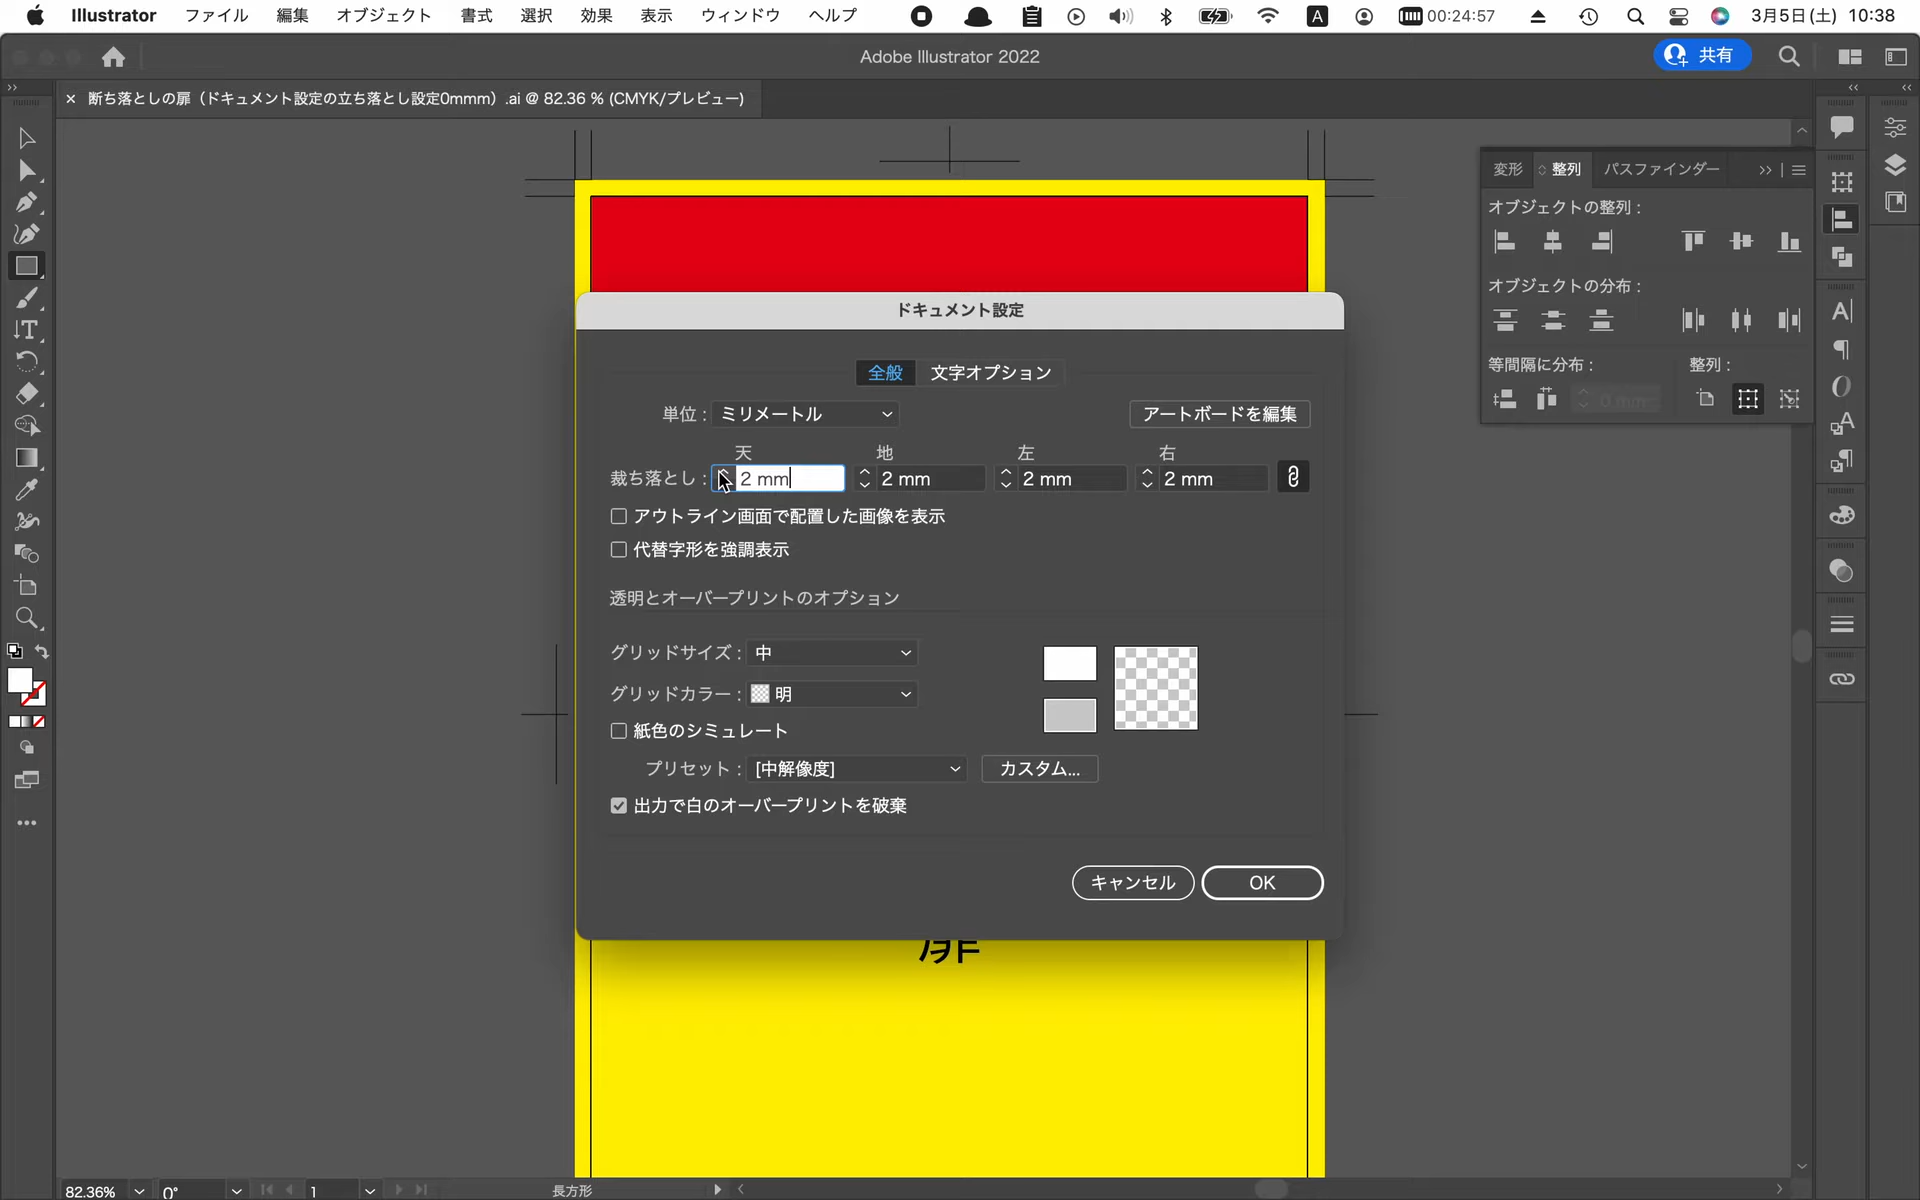 Illustrator ファイル 編集 オブジェクト 書式 選択 効果 表示 ウィンドウ ヘルプ A 00:24:57 3月5日(土) 10:38
Adobe Illustrator 2022 共有
× 断ち落としの扉（ドキュメント設定の立ち落とし設定0mmm）.ai @ 82.36 % (CMYK/プレビュー)
変形 整列 パスファインダー
オブジェクトの整列：
オブジェクトの分布：
等間隔に分布： 整列：
0 mm
ドキュメント設定
全般 文字オプション
単位： ミリメートル アートボードを編集
天 地 左 右
裁ち落とし： 2 mm 2 mm 2 mm 2 mm
アウトライン画面で配置した画像を表示
代替字形を強調表示
透明とオーバープリントのオプション
グリッドサイズ： 中
グリッドカラー： 明
紙色のシミュレート
プリセット： [中解像度] カスタム...
出力で白のオーバープリントを破棄
キャンセル OK
82.36% 0° 1 長方形